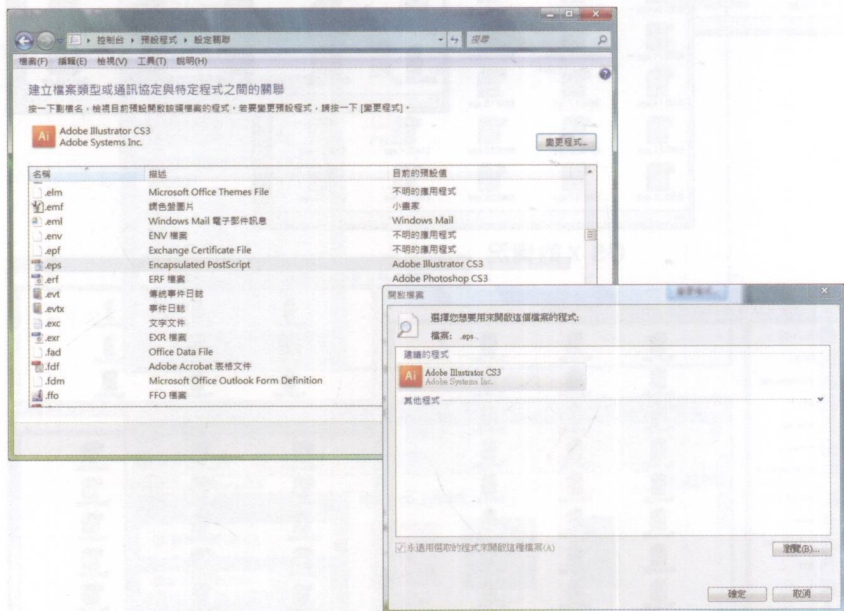 控制台 ▸ 預設程式 ▸ 設定關聯
搜尋
檔案(F) 編輯(E) 檢視(V) 工具(T) 說明(H)
建立檔案類型或通訊協定與特定程式之間的關聯
按一下副檔名，檢視目前預設開啟該類檔案的程式。若要變更預設程式，請按一下 [變更程式]。
Ai
Adobe Illustrator CS3
Adobe Systems Inc.
變更程式...
名稱 描述 目前的預設值
.elm Microsoft Office Themes File 不明的應用程式
.emf 調色盤圖片 小畫家
.eml Windows Mail 電子郵件訊息 Windows Mail
.env ENV 檔案 不明的應用程式
.epf Exchange Certificate File 不明的應用程式
.eps Encapsulated PostScript Adobe Illustrator CS3
.erf ERF 檔案 Adobe Photoshop CS3
.evt 傳統事件日誌
.evtx 事件日誌
.exc 文字文件
.exr EXR 檔案
.fad Office Data File
.fdf Adobe Acrobat 表格文件
.fdm Microsoft Office Outlook Form Definition
.ffo FFO 檔案
開啟檔案
選擇您想要用來開啟這個檔案的程式:
檔案: .eps
建議的程式
Ai
Adobe Illustrator CS3
Adobe Systems Inc.
其他程式
永遠用選取的程式來開啟這種檔案(A)
瀏覽(B)...
確定 取消